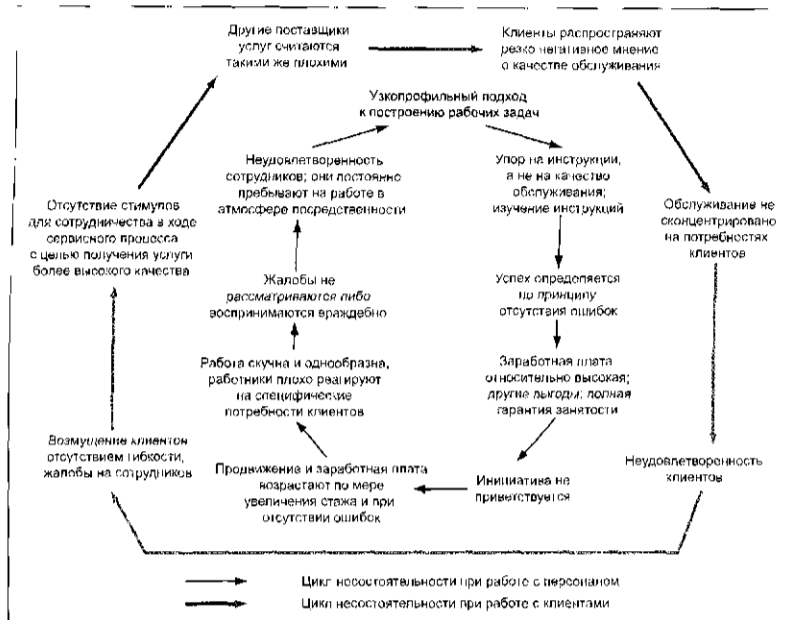 Другие поставщики
услуг считаются
такими же плохими
Клиенты распространяют
резко негативное мнение
о качестве обслуживания
Узкопрофильный подход
к построению рабочих задач
Неудовлетворенность
сотрудников; они постоянно
пребывают на работе в
атмосфере посредственности
Упор на инструкции,
а не на качество
обслуживания;
изучение инструкций
Отсутствие стимулов
для сотрудничества в ходе
сервисного процесса
с целью получения услуги
более высокого качества
Обслуживание не
сконцентрировано
на потребностях
клиентов
Жалобы не
рассматриваются либо
воспринимаются враждебно
Успех определяется
по принципу
отсутствия ошибок
Работа скучна и однообразна,
работники плохо реагируют
на специфические
потребности клиентов
Заработная плата
относительно высокая;
другие выгоды: полная
гарантия занятости
Возмущение клиентов
отсутствием гибкости,
жалобы на сотрудников
Продвижение и заработная плата
возрастают по мере
увеличения стажа и при
отсутствии ошибок
Инициатива не
приветствуется
Неудовлетворенность
клиентов
Цикл несостоятельности при работе с персоналом
Цикл несостоятельности при работе с клиентами